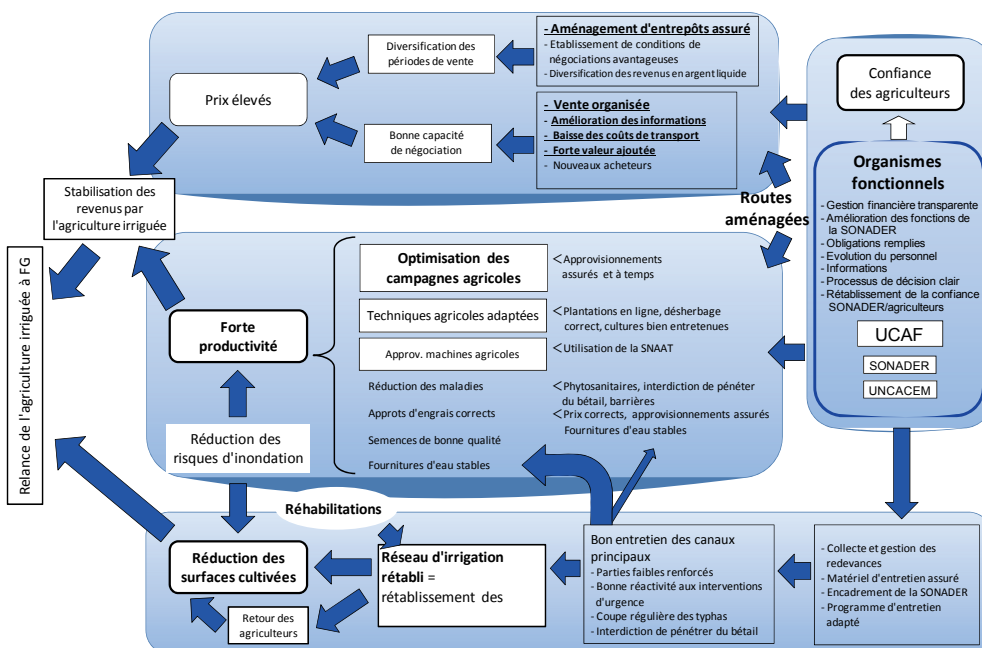 Diversification des
périodes de vente
- Aménagement d'entrepôts assuré
- Etablissement de conditions de
négociations avantageuses
- Diversification des revenus en argent liquide
Prix élevés
Bonne capacité
de négociation
- Vente organisée
- Amélioration des informations
- Baisse des coûts de transport
- Forte valeur ajoutée
- Nouveaux acheteurs
Confiance
des agriculteurs
Organismes
fonctionnels
- Gestion financière transparente
- Amélioration des fonctions de
la SONADER
- Obligations remplies
- Evolution du personnel
- Informations
- Processus de décision clair
- Rétablissement de la confiance
SONADER/agriculteurs
UCAF
SONADER
UNCACEM
Routes
aménagées
Stabilisation des
revenus par
l'agriculture irriguée
Relance de l'agriculture irriguée à FG
Forte
productivité
Optimisation des
campagnes agricoles
<Approvisionnements
assurés et à temps
Techniques agricoles adaptées
<Plantations en ligne, désherbage
correct, cultures bien entretenues
Approv. machines agricoles
<Utilisation de la SNAAT
Réduction des maladies
<Phytosanitaires, interdiction de pénéter
du bétail, barrières
Approts d'engrais corrects
<Prix corrects, approvisionnements assurés
Semences de bonne qualité
Fournitures d'eau stables
Fournitures d'eau stables
Réduction des
risques d'inondation
Réhabilitations
Réduction des
surfaces cultivées
Retour des
agriculteurs
Réseau d'irrigation
rétabli =
rétablissement des
Bon entretien des canaux
principaux
- Parties faibles renforcés
- Bonne réactivité aux interventions
d'urgence
- Coupe régulière des typhas
- Interdiction de pénétrer du bétail
- Collecte et gestion des
redevances
- Matériel d'entretien assuré
- Encadrement de la SONADER
- Programme d'entretien
adapté